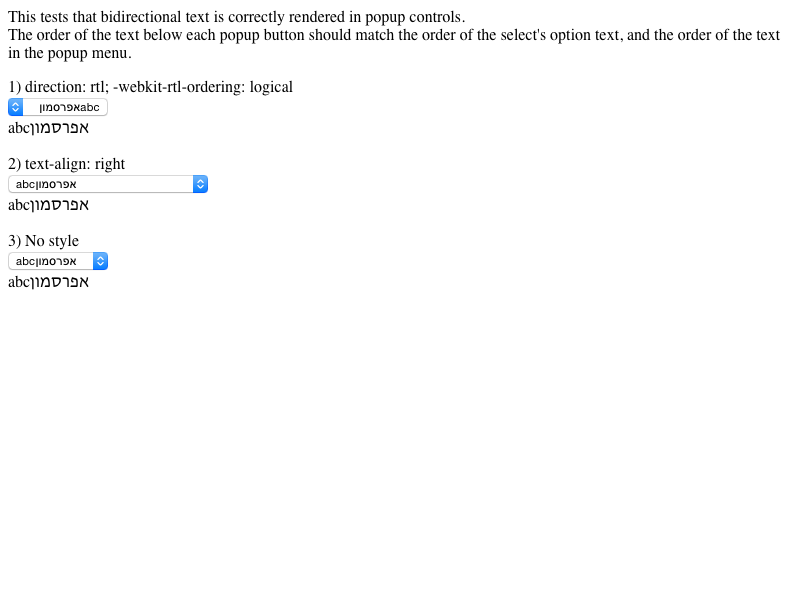 This tests that bidirectional text is correctly rendered in popup controls.
The order of the text below each popup button should match the order of the select's option text, and the order of the text
in the popup menu.
1) direction: rtl; -webkit-rtl-ordering: logical
abcאפרסמון
abcאפרסמון
2) text-align: right
abcאפרסמון
abcאפרסמון
3) No style
abcאפרסמון
abcאפרסמון